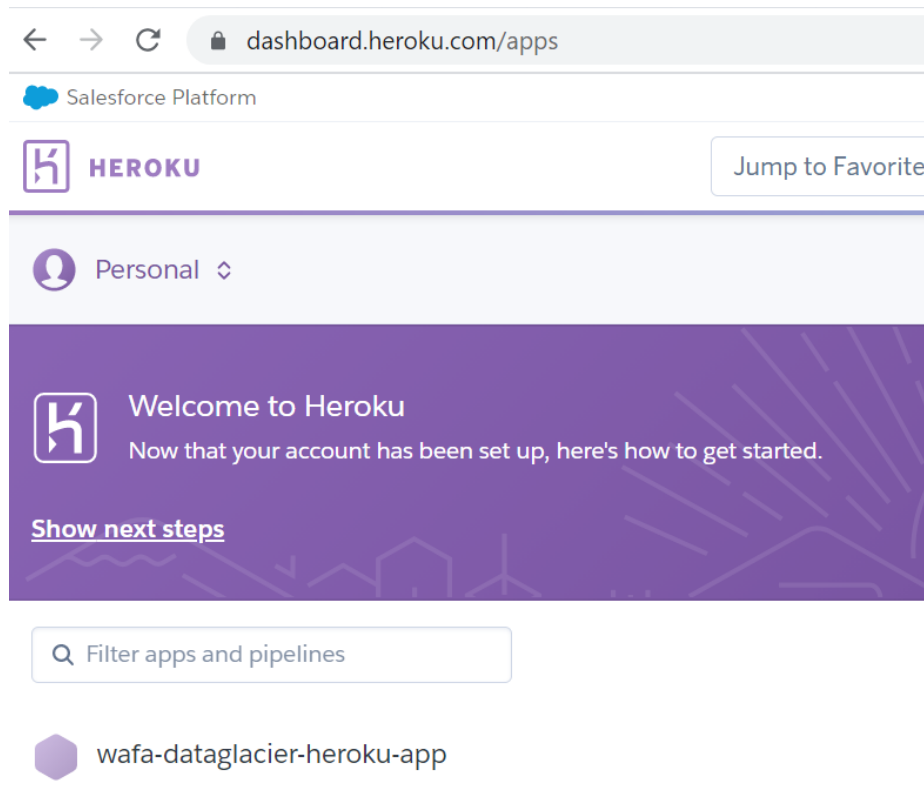 dashboard.heroku.com/apps
Salesforce Platform
HEROKU
Jump to Favorite
Personal
Welcome to Heroku
Now that your account has been set up, here's how to get started.
Show next steps
Filter apps and pipelines
wafa-dataglacier-heroku-app